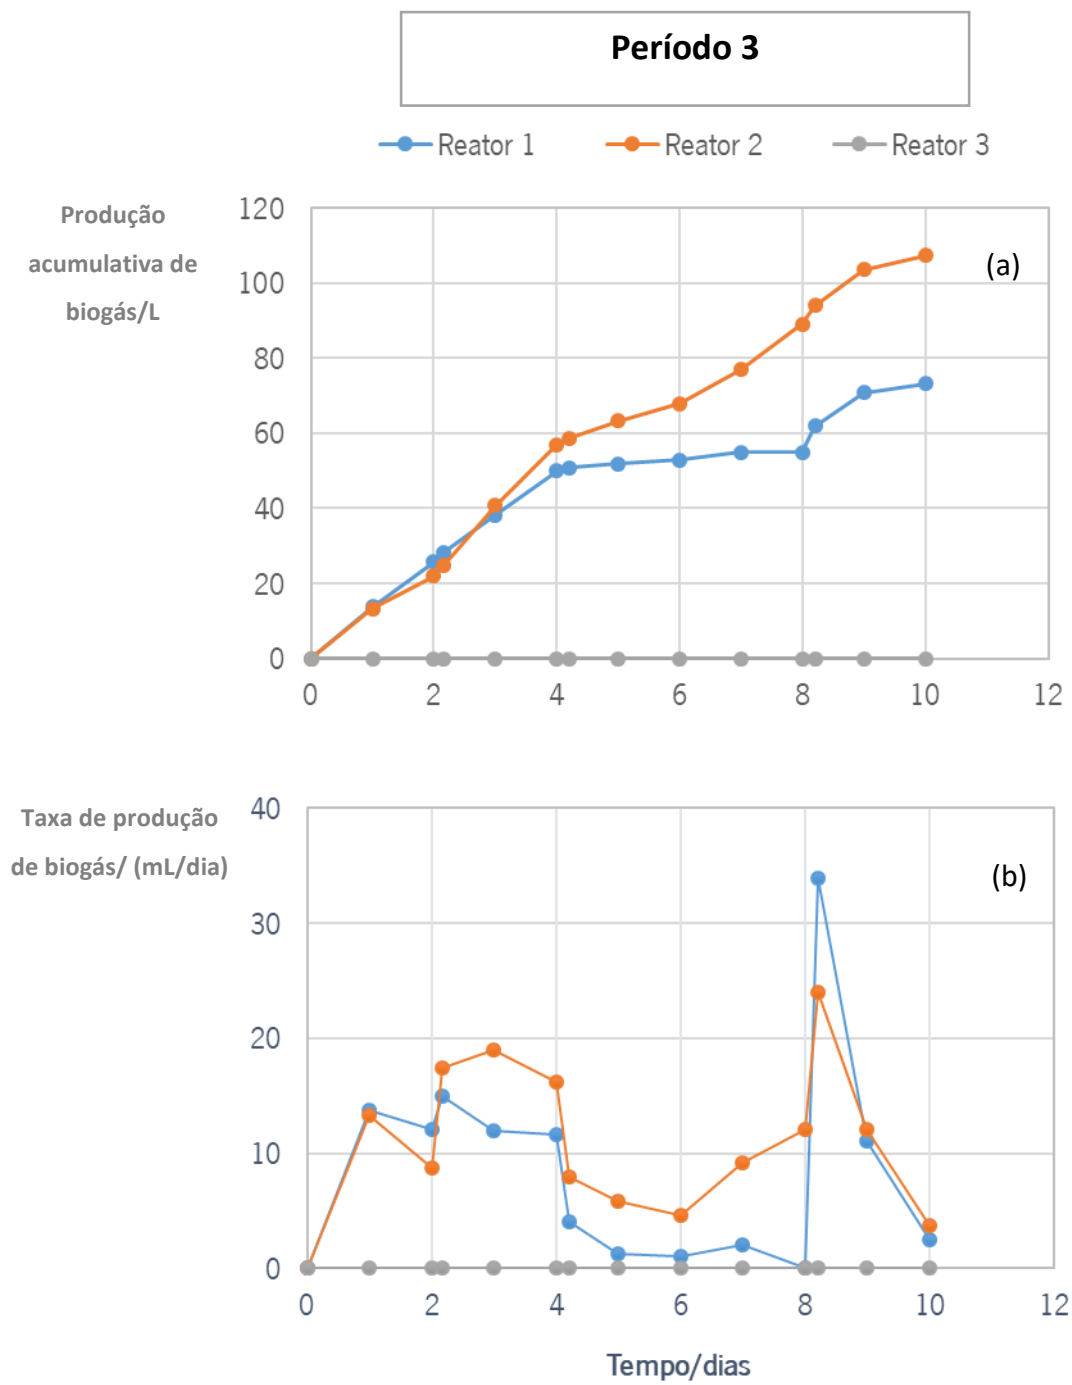 Período 3
Reator 1 Reator 2 Reator 3
Produção
acumulativa de
biogás/L
120
100
80
60
40
20
0
(a)
0 2 4 6 8 10 12
Taxa de produção
de biogás/ (mL/dia)
40
30
20
10
0
(b)
0 2 4 6 8 10 12
Tempo/dias